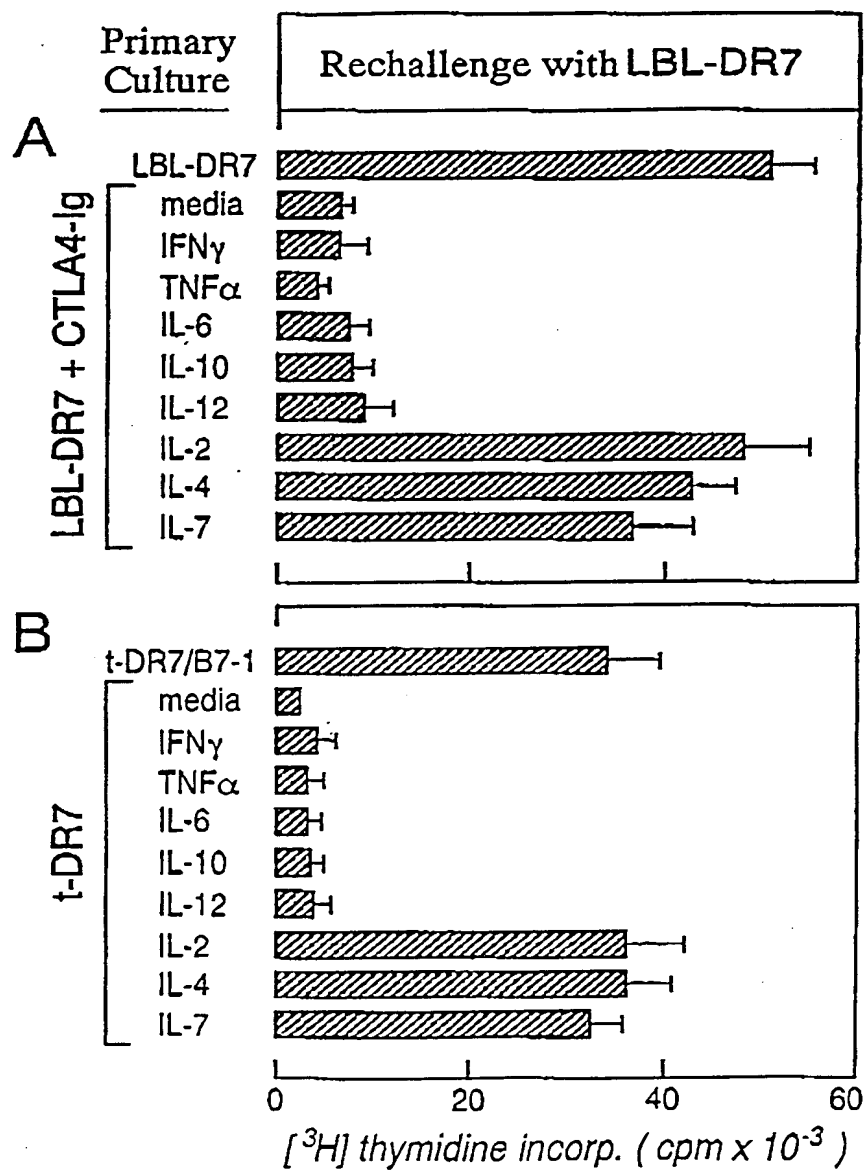 Primary
Culture
Rechallenge with LBL-DR7
A
LBL-DR7 + CTLA4-Ig
LBL-DR7
media
IFNγ
TNFα
IL-6
IL-10
IL-12
IL-2
IL-4
IL-7
B
t-DR7
t-DR7/B7-1
media
IFNγ
TNFα
IL-6
IL-10
IL-12
IL-2
IL-4
IL-7
0 20 40 60
[³H] thymidine incorp. ( cpm x 10⁻³ )